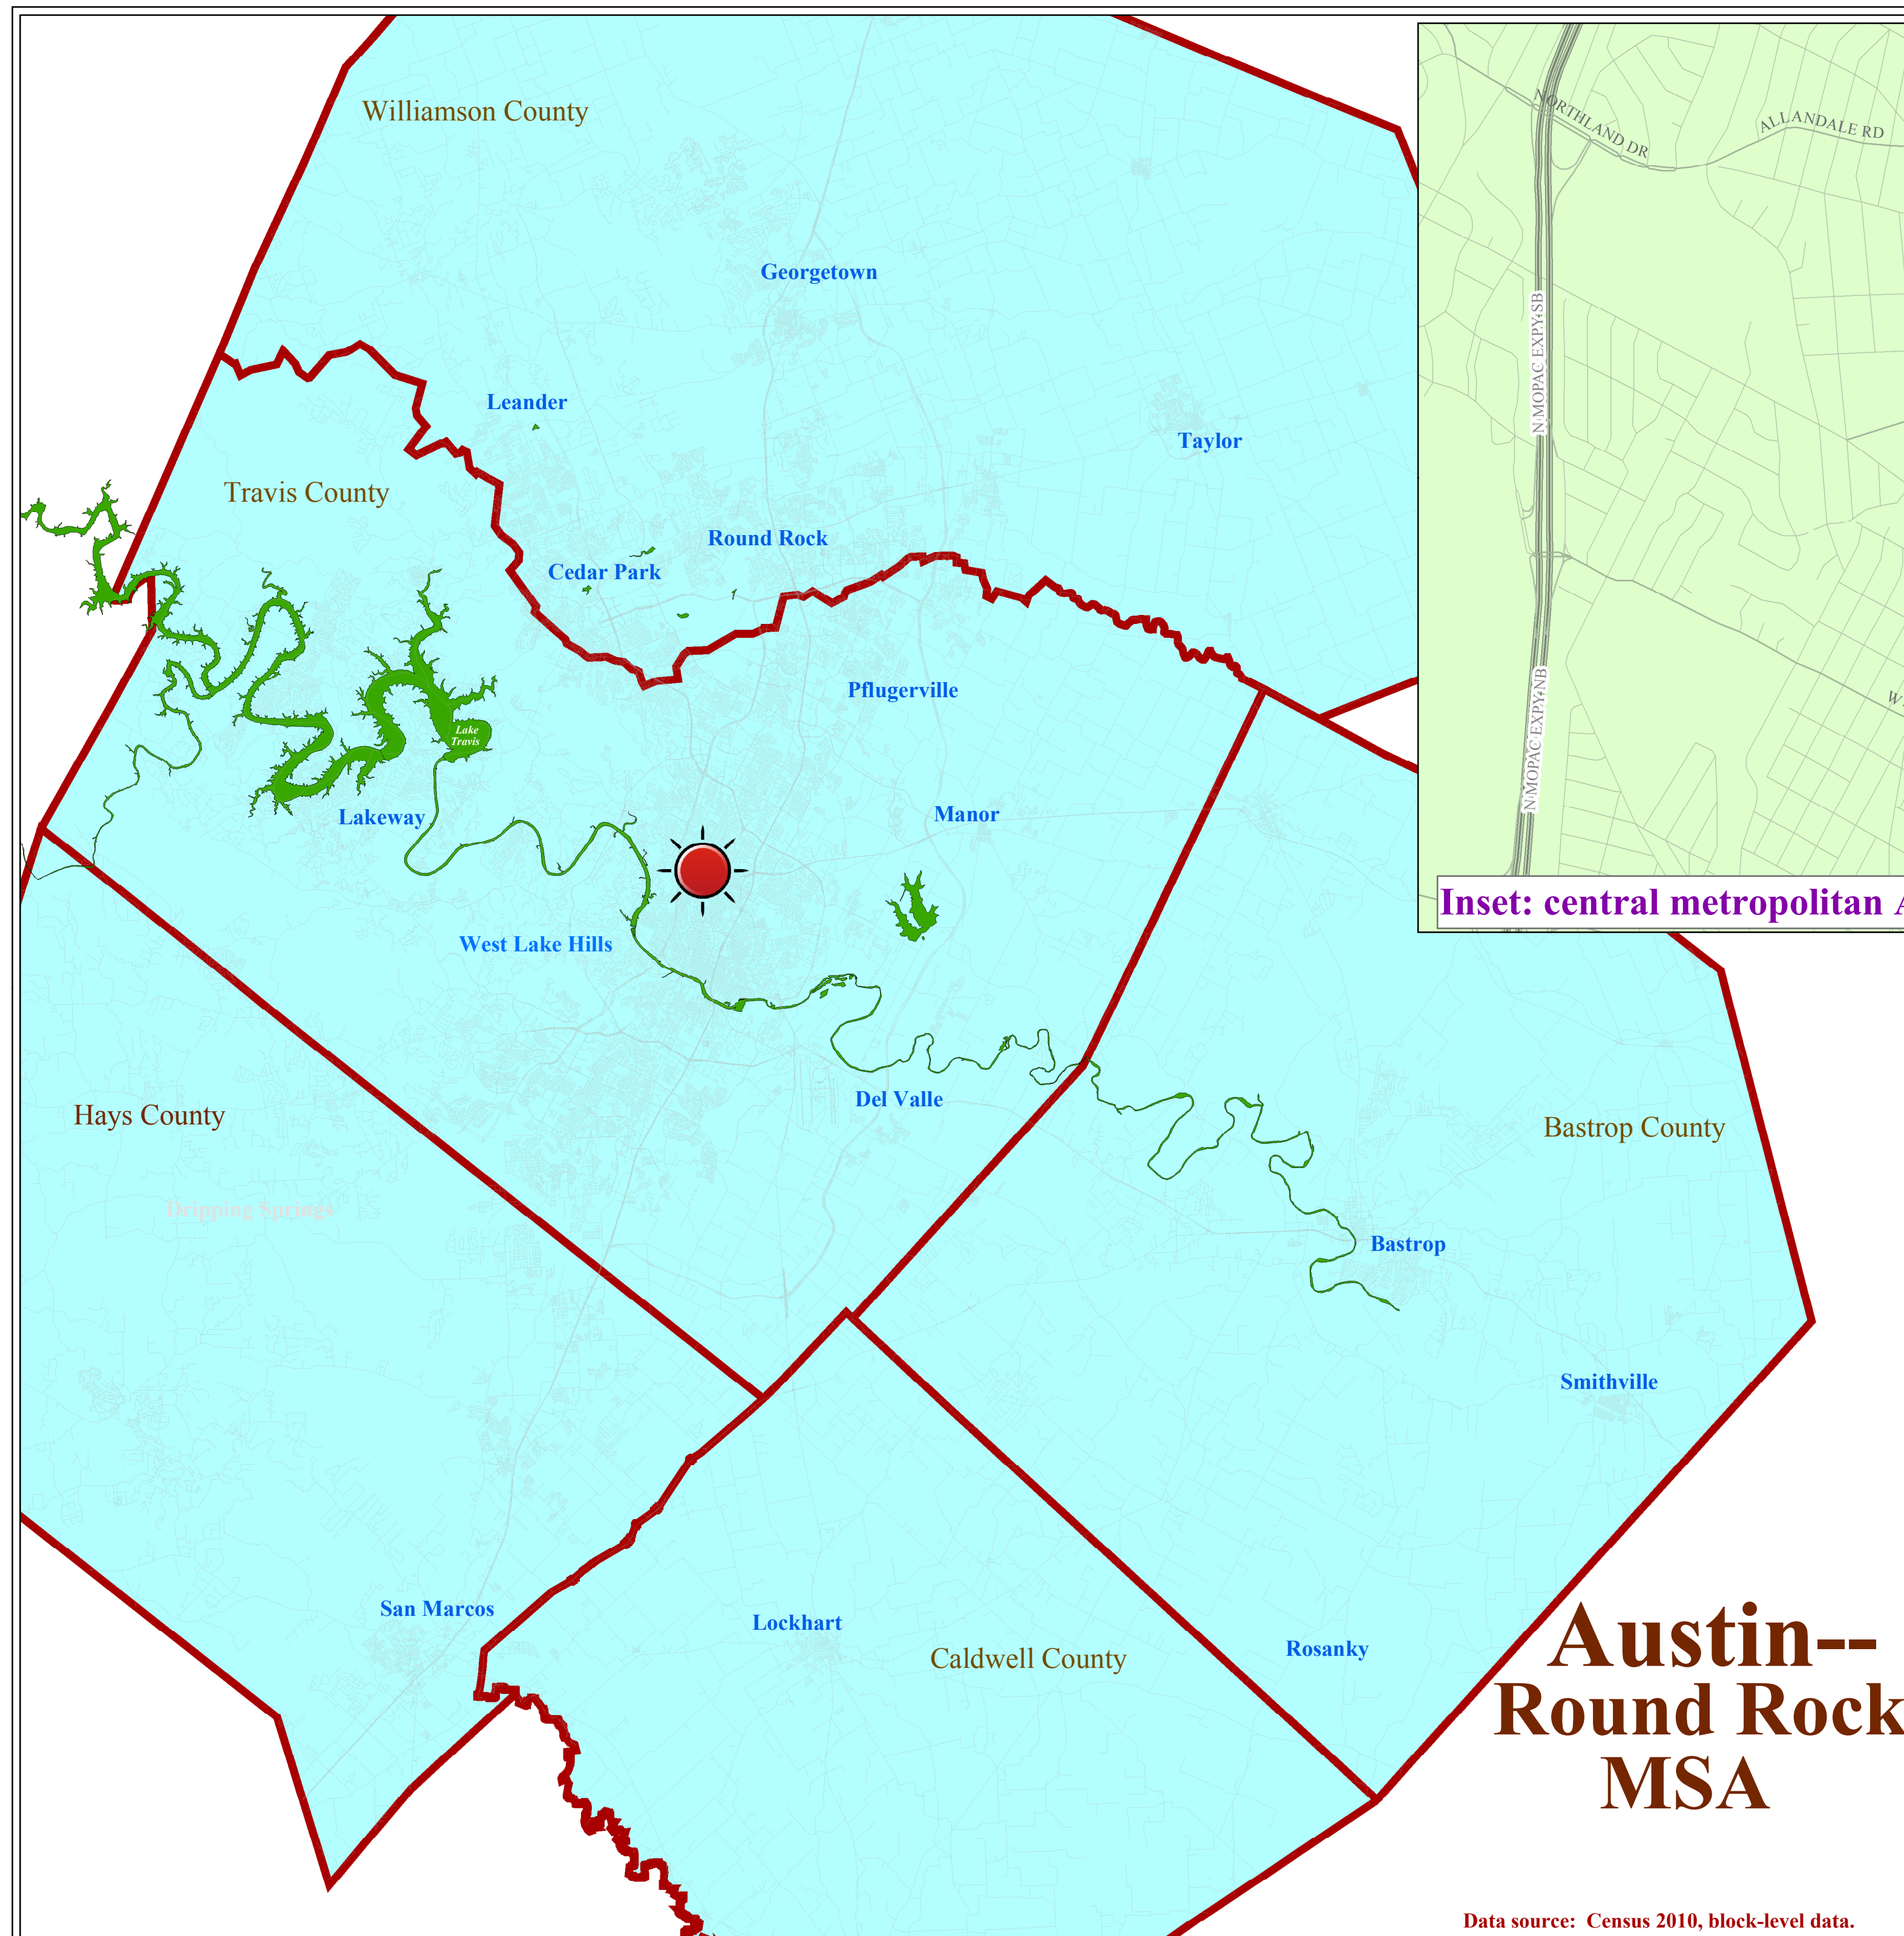 Williamson County
NORTHLAND DR
ALLANDALE RD
Georgetown
N MOPAC EXPY SB
Leander
Taylor
Travis County
Round Rock
Cedar Park
Pflugerville
N MOPAC EXPY NB
Lake
Travis
Lakeway
Manor
Inset: central metropolitan
West Lake Hills
Del Valle
Hays County
Bastrop County
Dripping Springs
Bastrop
Smithville
San Marcos
Lockhart
Caldwell County
Rosanky
Austin--
Round Rock
MSA
Data source: Census 2010, block-level data.